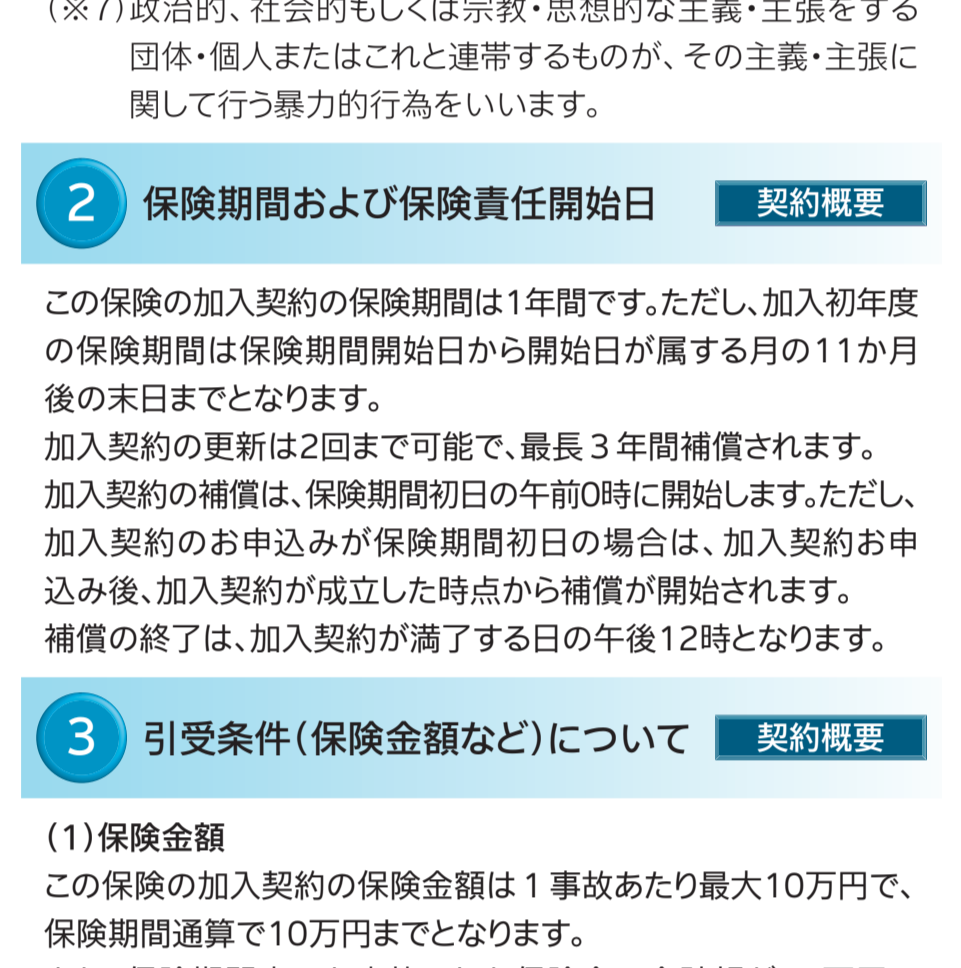 (※7)政治的、社会的もしくは宗教・思想的な主義・主張をする
団体・個人またはこれと連帯するものが、その主義・主張に
関して行う暴力的行為をいいます。
2 保険期間および保険責任開始日 契約概要
この保険の加入契約の保険期間は1年間です。ただし、加入初年度
の保険期間は保険期間開始日から開始日が属する月の11か月
後の末日までとなります。
加入契約の更新は2回まで可能で、最長3年間補償されます。
加入契約の補償は、保険期間初日の午前0時に開始します。ただし、
加入契約のお申込みが保険期間初日の場合は、加入契約お申
込み後、加入契約が成立した時点から補償が開始されます。
補償の終了は、加入契約が満了する日の午後12時となります。
3 引受条件(保険金額など)について 契約概要
(1)保険金額
この保険の加入契約の保険金額は1事故あたり最大10万円で、
保険期間通算で10万円までとなります。